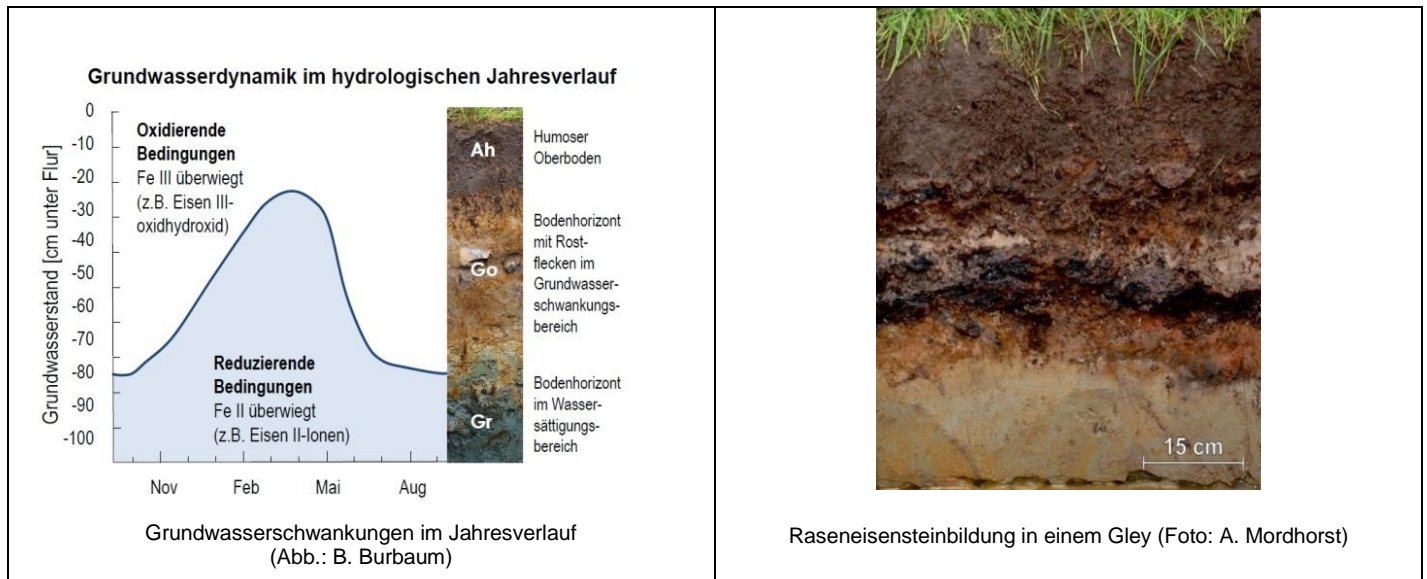 Grundwasserdynamik im hydrologischen Jahresverlauf
Grundwasserstand [cm unter Flur]
0
-10
-20
-30
-40
-50
-60
-70
-80
-90
-100
Oxidierende
Bedingungen
Fe III überwiegt
(z.B. Eisen III-
oxidhydroxid)
Reduzierende
Bedingungen
Fe II überwiegt
(z.B. Eisen II-Ionen)
Nov Feb Mai Aug
Ah
Go
Gr
Humoser
Oberboden
Bodenhorizont
mit Rost-
flecken im
Grundwasser-
schwankungs-
bereich
Bodenhorizont
im Wasser-
sättigungs-
bereich
Grundwasserschwankungen im Jahresverlauf
(Abb.: B. Burbaum)
15 cm
Raseneisensteinbildung in einem Gley (Foto: A. Mordhorst)